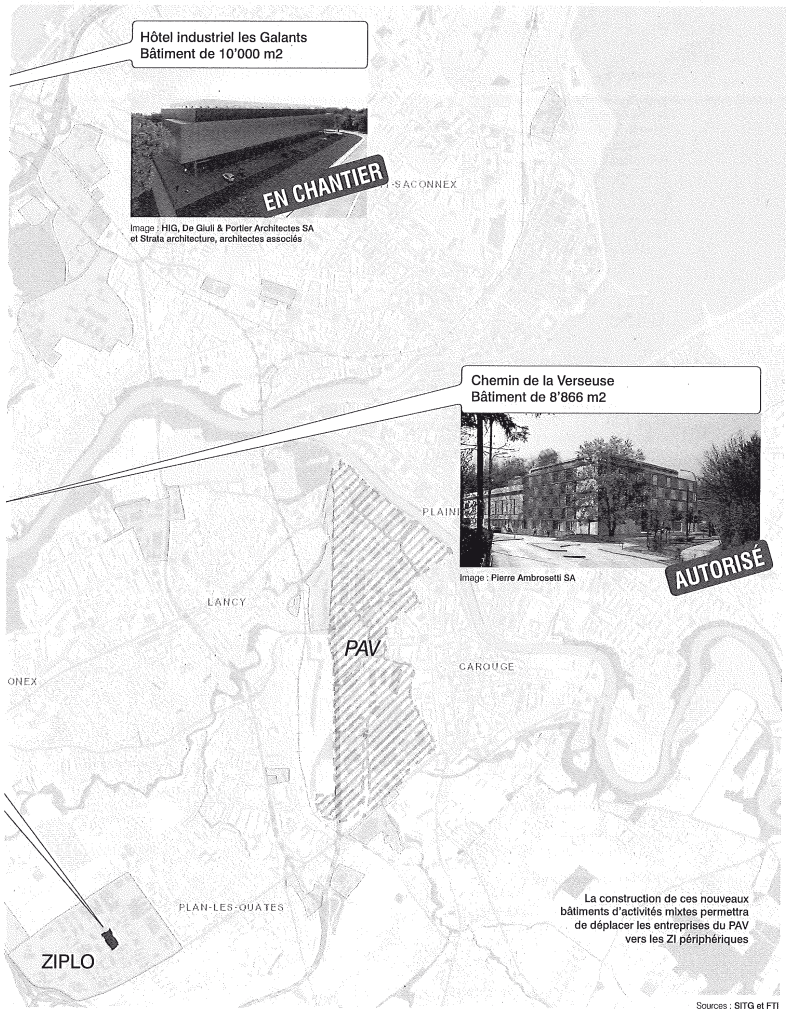 Hôtel industriel les Galants
Bâtiment de 10'000 m2
EN CHANTIER
T-SACONNEX
Image : HIG, De Giuli & Portier Architectes SA
et Strata architecture, architectes associés
Chemin de la Verseuse
Bâtiment de 8'866 m2
PLAINP
AUTORISÉ
Image : Pierre Ambrosetti SA
LANCY
PAV
CAROUGE
ONEX
PLAN-LES-OUATES
ZIPLO
La construction de ces nouveaux
bâtiments d'activités mixtes permettra
de déplacer les entreprises du PAV
vers les ZI périphériques
Sources : SITG et FTI